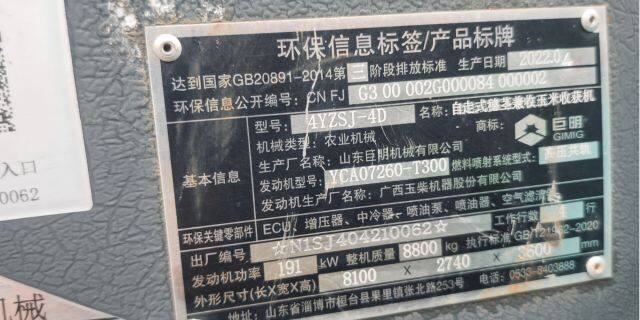 环保信息标签/产品标牌
达到国家GB20891-2014第三阶段排放标准 生产日期 2022.04
环保信息公开编号: CN FJ G3 00 002G000084 000002
型号: 4YZSJ-4D 名称: 自走式穗茎兼收玉米收获机
机械类型: 农业机械 商标: 巨明
GIMIG
基本信息
生产厂名称: 山东巨明机械有限公司
发动机型号: YCA07260-T300 燃料喷射系统型式: 高压共轨
发动机生产厂名称: 广西玉柴机器股份有限公司
环保关键零部件 ECU、增压器、中冷器、喷油泵、喷油器、空气滤清器
出厂编号 ☆N1SJ404210062☆ 工作行数 4 行
发动机功率 191 kW 整机质量 8800 kg 执行标准 GB/T21962-2020
外形尺寸(长X宽X高) 8100 X 2740 X 3600 mm
地址: 山东省淄博市桓台县果里镇张北路253号 电话: 0533-8403888
入口
0062
机械